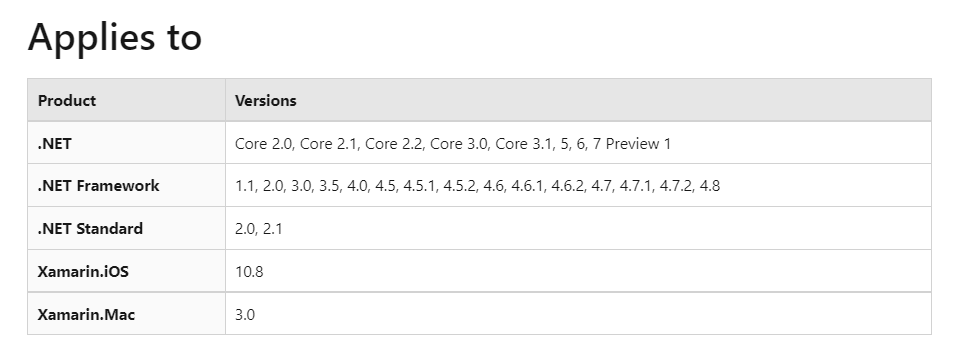 Applies to
Product Versions
.NET Core 2.0, Core 2.1, Core 2.2, Core 3.0, Core 3.1, 5, 6, 7 Preview 1
.NET Framework 1.1, 2.0, 3.0, 3.5, 4.0, 4.5, 4.5.1, 4.5.2, 4.6, 4.6.1, 4.6.2, 4.7, 4.7.1, 4.7.2, 4.8
.NET Standard 2.0, 2.1
Xamarin.iOS 10.8
Xamarin.Mac 3.0